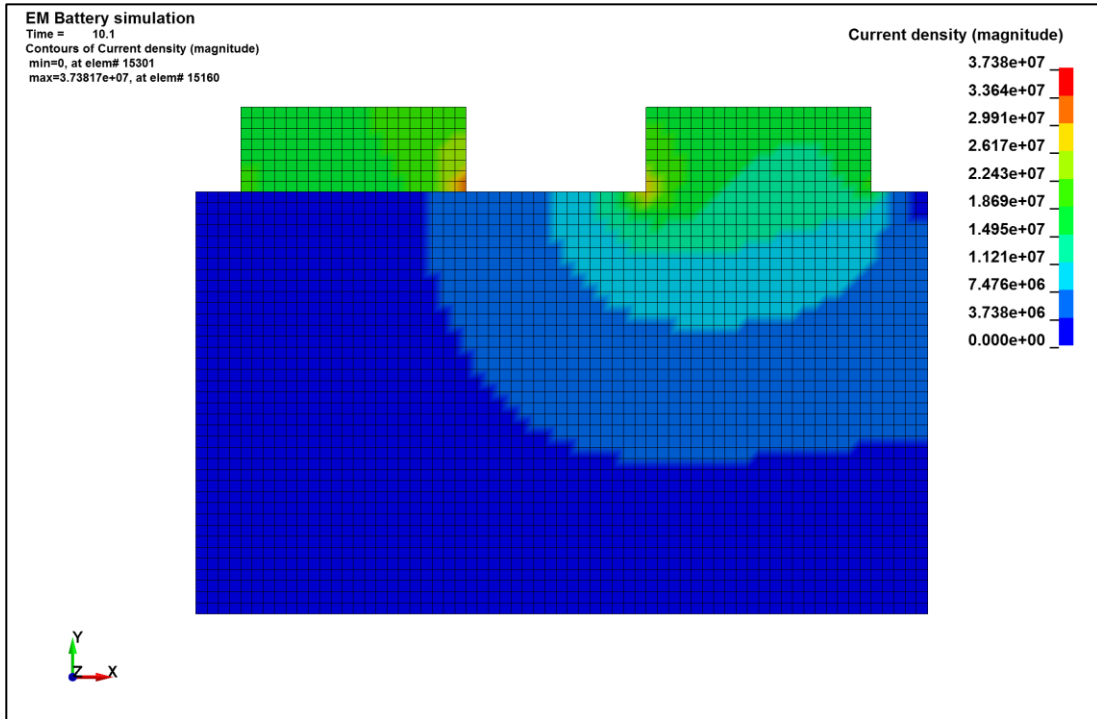 EM Battery simulation
Time = 10.1
Contours of Current density (magnitude)
min=0, at elem# 15301
max=3.73817e+07, at elem# 15160
Current density (magnitude)
3.738e+07
3.364e+07
2.991e+07
2.617e+07
2.243e+07
1.869e+07
1.495e+07
1.121e+07
7.476e+06
3.738e+06
0.000e+00
Y
Z X